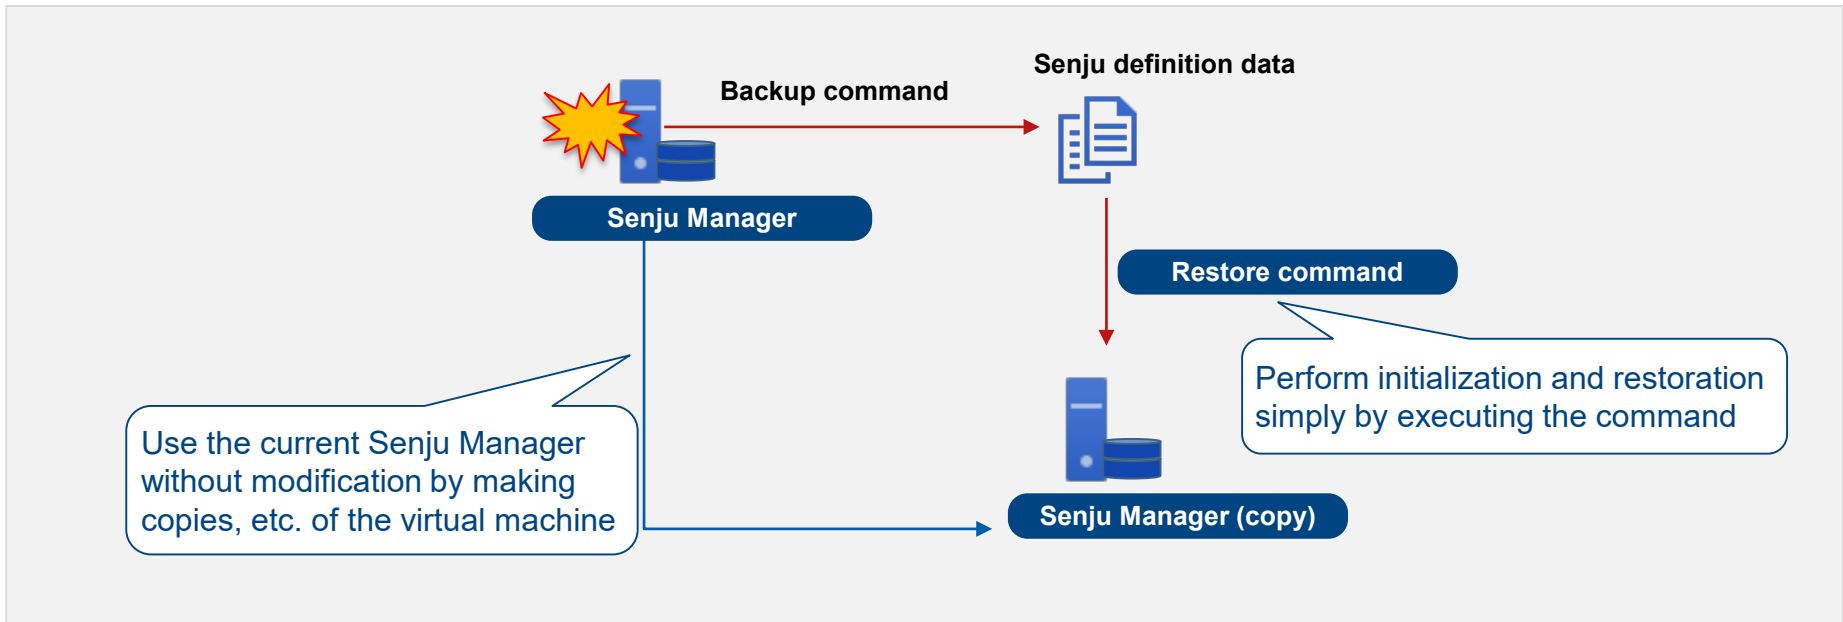 Senju definition data
Backup command
Senju Manager
Restore command
Perform initialization and restoration
simply by executing the command
Use the current Senju Manager
without modification by making
copies, etc. of the virtual machine
Senju Manager (copy)